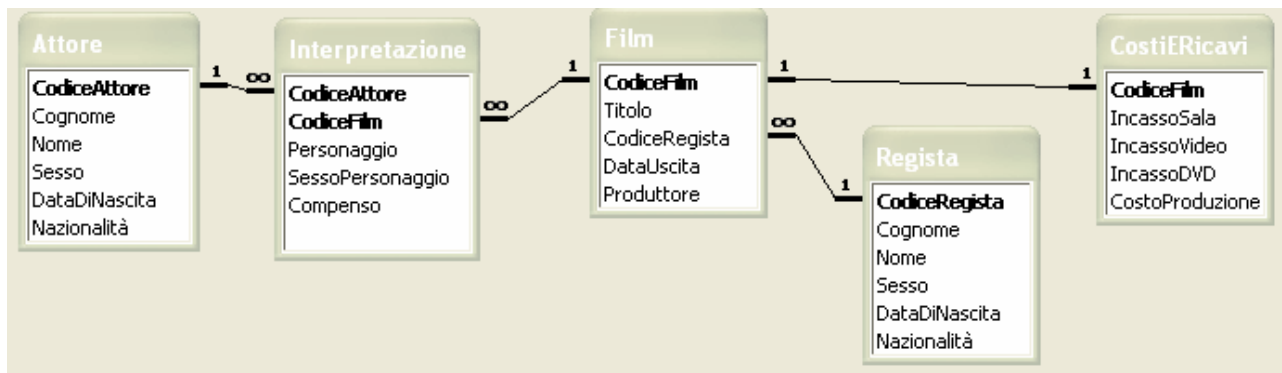 Attore
CodiceAttore
Cognome
Nome
Sesso
DataDiNascita
Nazionalità
1
∞
Interpretazione
CodiceAttore
CodiceFilm
Personaggio
SessoPersonaggio
Compenso
∞
1
Film
CodiceFilm
Titolo
CodiceRegista
DataUscita
Produttore
1
1
∞
1
Regista
CodiceRegista
Cognome
Nome
Sesso
DataDiNascita
Nazionalità
CostiERicavi
CodiceFilm
IncassoSala
IncassoVideo
IncassoDVD
CostoProduzione